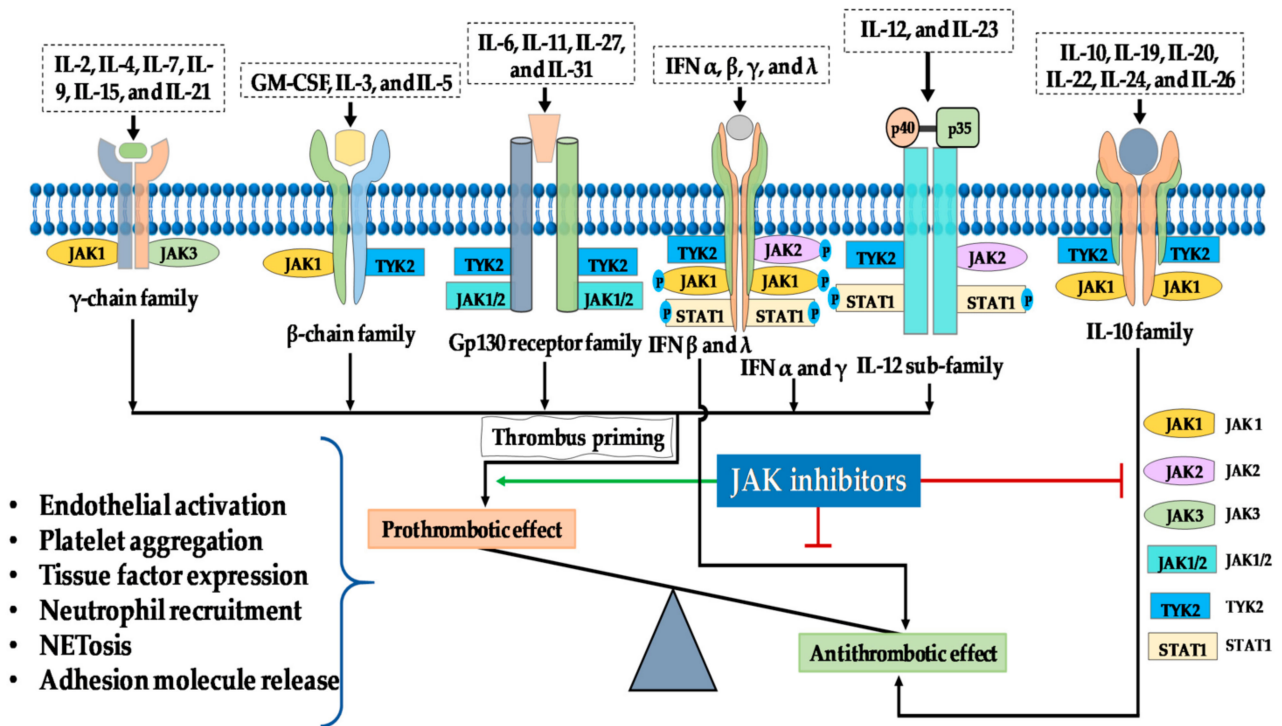 IL-2, IL-4, IL-7, IL-
9, IL-15, and IL-21
GM-CSF, IL-3, and IL-5
IL-6, IL-11, IL-27,
and IL-31
IFN α, β, γ, and λ
IL-12, and IL-23
IL-10, IL-19, IL-20,
IL-22, IL-24, and IL-26
p40
p35
JAK1
JAK3
γ-chain family
JAK1
TYK2
β-chain family
TYK2
TYK2
JAK1/2
JAK1/2
Gp130 receptor family
TYK2
JAK2
P
P
JAK1
JAK1
P
P
STAT1
STAT1
P
IFN β and λ
IFN α and γ
TYK2
JAK2
P
STAT1
STAT1
P
IL-12 sub-family
TYK2
TYK2
JAK1
JAK1
IL-10 family
Thrombus priming
JAK inhibitors
Prothrombotic effect
Antithrombotic effect
• Endothelial activation
• Platelet aggregation
• Tissue factor expression
• Neutrophil recruitment
• NETosis
• Adhesion molecule release
JAK1 JAK1
JAK2 JAK2
JAK3 JAK3
JAK1/2 JAK1/2
TYK2 TYK2
STAT1 STAT1